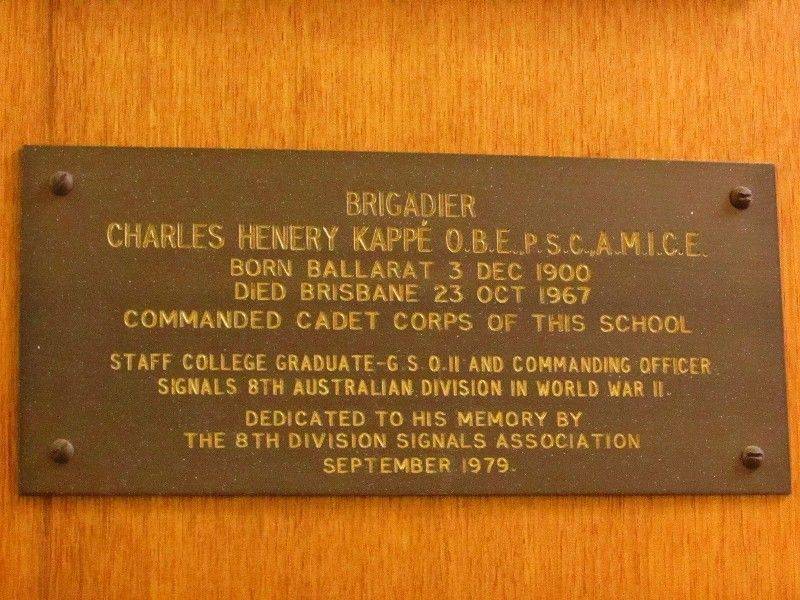 BRIGADIER
CHARLES HENERY KAPPÉ O.B.E., P.S.C., A.M.I.C.E.
BORN BALLARAT 3 DEC 1900
DIED BRISBANE 23 OCT 1967
COMMANDED CADET CORPS OF THIS SCHOOL
STAFF COLLEGE GRADUATE-G.S.O.II AND COMMANDING OFFICER
SIGNALS 8TH AUSTRALIAN DIVISION IN WORLD WAR II.
DEDICATED TO HIS MEMORY BY
THE 8TH DIVISION SIGNALS ASSOCIATION
SEPTEMBER 1979.